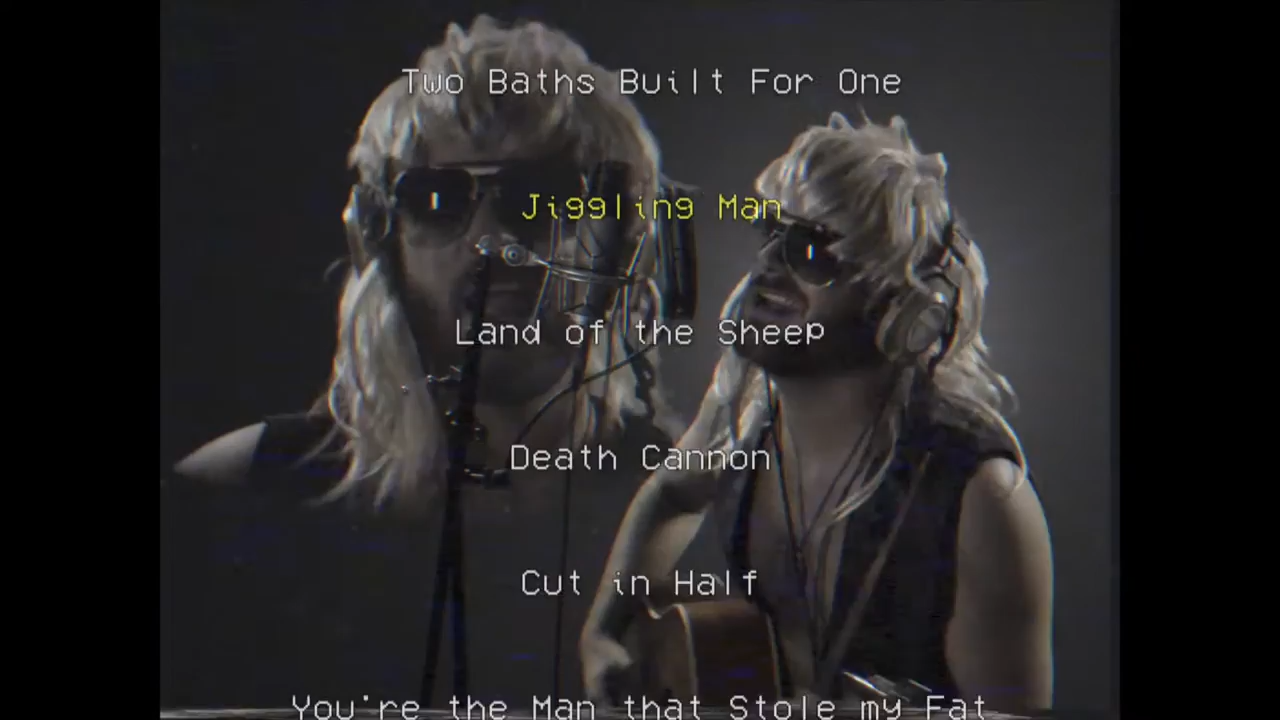 Two Baths Built For One
Jiggling Man
Land of the Sheep
Death Cannon
Cut in Half
You're the Man that Stole my Fat